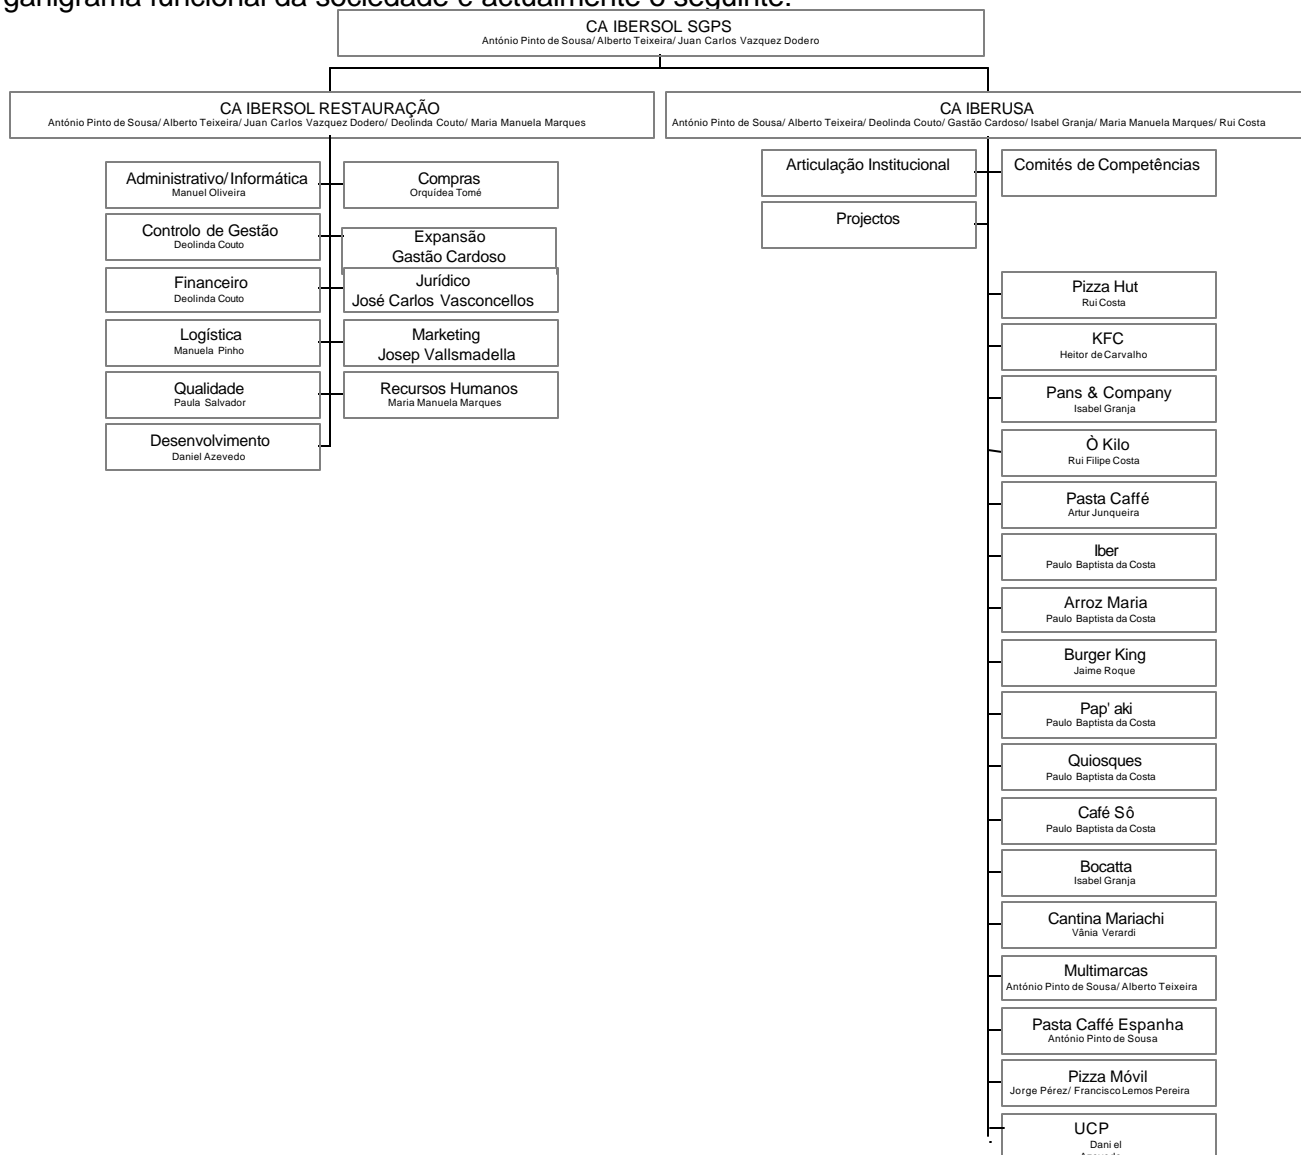 ganigrama funcional da sociedade é actualmente o seguinte:
CA IBERSOL SGPS
António Pinto de Sousa/ Alberto Teixeira/ Juan Carlos Vazquez Dodero
CA IBERSOL RESTAURAÇÃO
António Pinto de Sousa/ Alberto Teixeira/ Juan Carlos Vazquez Dodero/ Deolinda Couto/ Maria Manuela Marques
CA IBERUSA
António Pinto de Sousa/ Alberto Teixeira/ Deolinda Couto/ Gastão Cardoso/ Isabel Granja/ Maria Manuela Marques/ Rui Costa
Administrativo/Informática
Manuel Oliveira
Compras
Orquídea Tomé
Controlo de Gestão
Deolinda Couto
Expansão
Gastão Cardoso
Financeiro
Deolinda Couto
Jurídico
José Carlos Vasconcellos
Logística
Manuela Pinho
Marketing
Josep Vallsmadella
Qualidade
Paula Salvador
Recursos Humanos
Maria Manuela Marques
Desenvolvimento
Daniel Azevedo
Articulação Institucional
Comités de Competências
Projectos
Pizza Hut
Rui Costa
KFC
Heitor de Carvalho
Pans & Company
Isabel Granja
Ò Kilo
Rui Filipe Costa
Pasta Caffé
Artur Junqueira
Iber
Paulo Baptista da Costa
Arroz Maria
Paulo Baptista da Costa
Burger King
Jaime Roque
Pap' aki
Paulo Baptista da Costa
Quiosques
Paulo Baptista da Costa
Café Sô
Paulo Baptista da Costa
Bocatta
Isabel Granja
Cantina Mariachi
Vânia Verardi
Multimarcas
António Pinto de Sousa/ Alberto Teixeira
Pasta Caffé Espanha
António Pinto de Sousa
Pizza Móvil
Jorge Pérez/ Francisco Lemos Pereira
UCP
Dani el
Azevedo